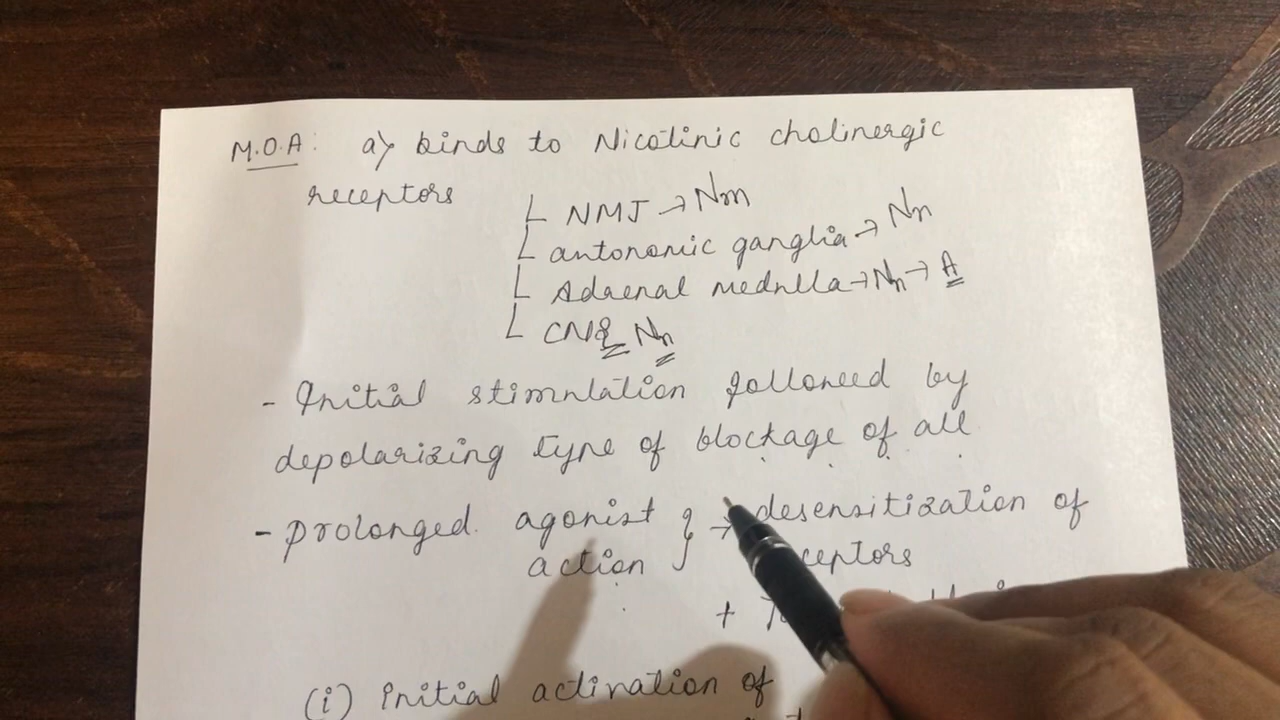 M.O.A: a) binds to Nicotinic cholinergic
receptors
NMJ → Nm
autonomic ganglia → Nn
Adrenal medulla → Nn → A
CNS Nn
- Initial stimulation followed by
depolarizing type of blockage of all
- prolonged agonist } → desensitization of
action
+
(i) initial activation of